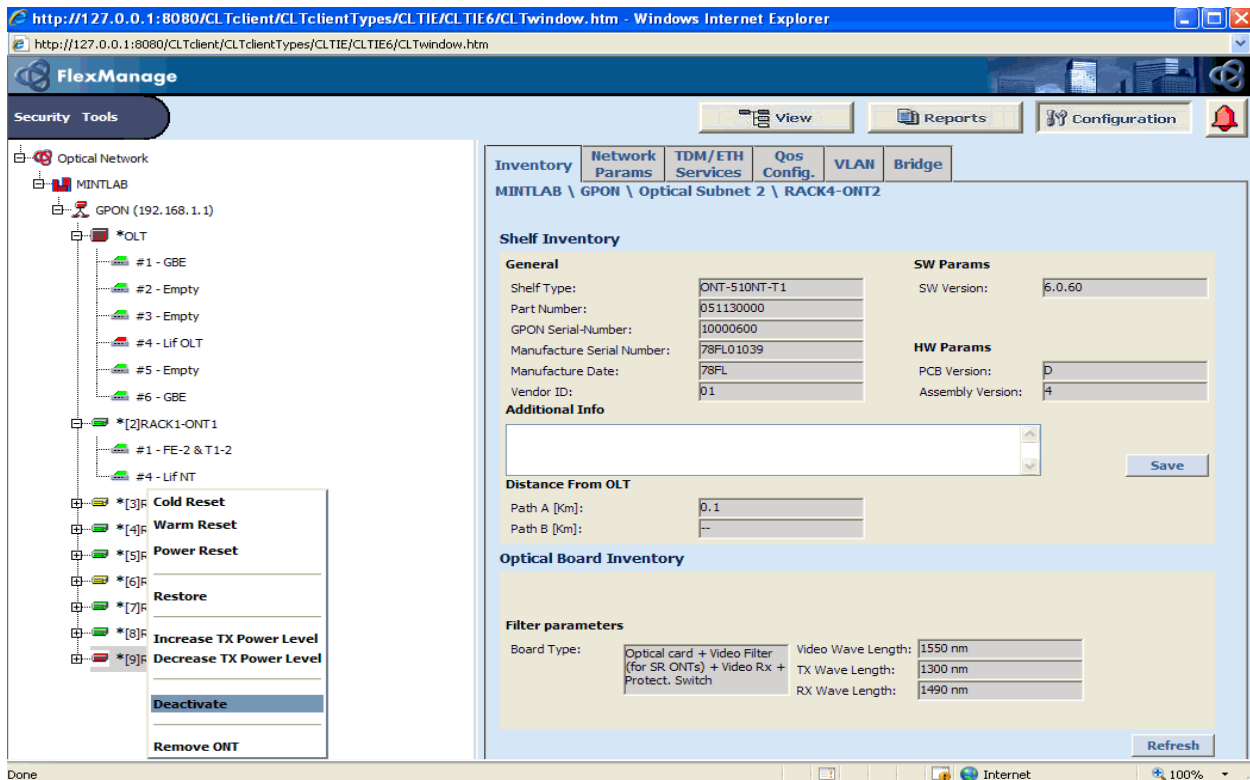 http://127.0.0.1:8080/CLTclient/CLTclientTypes/CLTIE/CLTIE6/CLTwindow.htm - Windows Internet Explorer
http://127.0.0.1:8080/CLTclient/CLTclientTypes/CLTIE/CLTIE6/CLTwindow.htm
FlexManage
Security Tools
View
Reports
Configuration
Optical Network
MINTLAB
GPON (192.168.1.1)
*OLT
#1 - GBE
#2 - Empty
#3 - Empty
#4 - Lif OLT
#5 - Empty
#6 - GBE
*[2]RACK1-ONT1
#1 - FE-2 & T1-2
#4 - Lif NT
*[3]R
*[4]R
*[5]R
*[6]R
*[7]R
*[8]R
*[9]R
Cold Reset
Warm Reset
Power Reset
Restore
Increase TX Power Level
Decrease TX Power Level
Deactivate
Remove ONT
Inventory
Network Params
TDM/ETH Services
Qos Config.
VLAN
Bridge
MINTLAB \ GPON \ Optical Subnet 2 \ RACK4-ONT2
Shelf Inventory
General
Shelf Type: ONT-510NT-T1
Part Number: 051130000
GPON Serial-Number: 10000600
Manufacture Serial Number: 78FL01039
Manufacture Date: 78FL
Vendor ID: 01
SW Params
SW Version: 6.0.60
HW Params
PCB Version: D
Assembly Version: 4
Additional Info
Save
Distance From OLT
Path A [Km]: 0.1
Path B [Km]: --
Optical Board Inventory
Filter parameters
Board Type:
Optical card + Video Filter
(for SR ONTs) + Video Rx +
Protect. Switch
Video Wave Length: 1550 nm
TX Wave Length: 1300 nm
RX Wave Length: 1490 nm
Refresh
Done
Internet
100%